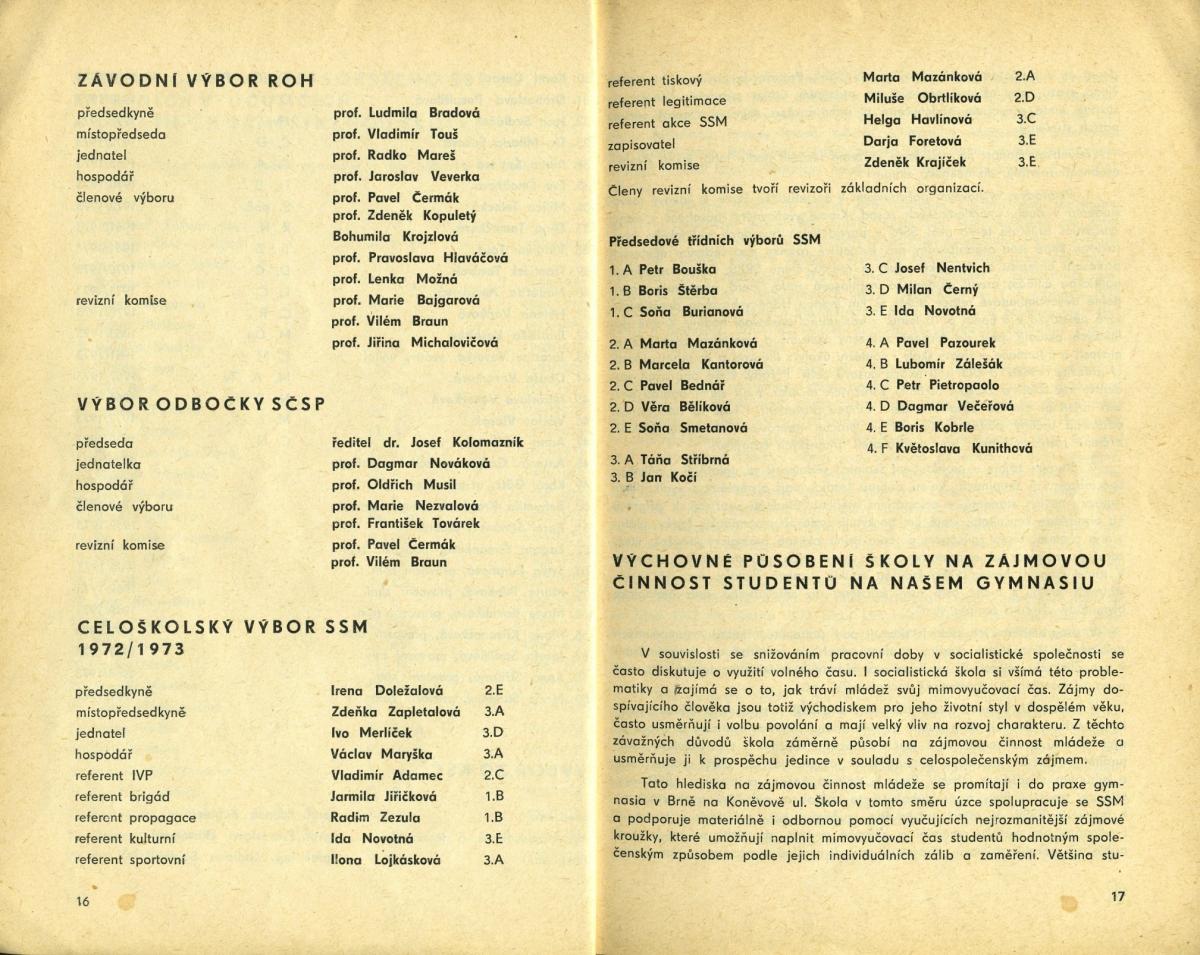 ZÁVODNÍ VÝBOR ROH
předsedkyně prof. Ludmila Bradová
místopředseda prof. Vladimír Touš
jednatel prof. Radko Mareš
hospodář prof. Jaroslav Veverka
členové výboru prof. Pavel Čermák
prof. Zdeněk Kopuletý
Bohumila Krojzlová
prof. Pravoslava Hlaváčová
prof. Lenka Možná
revizní komise prof. Marie Bajgarová
prof. Vilém Braun
prof. Jiřina Michalovičová
VÝBOR ODBOČKY SČSP
předseda ředitel dr. Josef Kolomazník
jednatelka prof. Dagmar Nováková
hospodář prof. Oldřich Musil
členové výboru prof. Marie Nezvalová
prof. František Továrek
revizní komise prof. Pavel Čermák
prof. Vilém Braun
CELOŠKOLSKÝ VÝBOR SSM
1972/1973
předsedkyně Irena Doležalová 2.E
místopředsedkyně Zdeňka Zapletalová 3.A
jednatel Ivo Merlíček 3.D
hospodář Václav Maryška 3.A
referent IVP Vladimír Adamec 2.C
referent brigád Jarmila Jiřičková 1.B
referent propagace Radim Zezula 1.B
referent kulturní Ida Novotná 3.E
referent sportovní Ilona Lojkásková 3.A
16
referent tiskový Marta Mazánková 2.A
referent legitimace Miluše Obrtlíková 2.D
referent akce SSM Helga Havlínová 3.C
zapisovatel Darja Foretová 3.E
revizní komise Zdeněk Krajíček 3.E
Členy revizní komise tvoří revizoři základních organizací.
Předsedové třídních výborů SSM
1. A Petr Bouška
1. B Boris Štěrba
1. C Soňa Burianová
2. A Marta Mazánková
2. B Marcela Kantorová
2. C Pavel Bednář
2. D Věra Bělíková
2. E Soňa Smetanová
3. A Táňa Stříbrná
3. B Jan Kočí
3. C Josef Nentvich
3. D Milan Černý
3. E Ida Novotná
4. A Pavel Pazourek
4. B Lubomír Zálešák
4. C Petr Pietropaolo
4. D Dagmar Večeřová
4. E Boris Kobrle
4. F Květoslava Kunithová
VÝCHOVNÉ PŮSOBENÍ ŠKOLY NA ZÁJMOVOU
ČINNOST STUDENTŮ NA NAŠEM GYMNASIU
V souvislosti se snižováním pracovní doby v socialistické společnosti se
často diskutuje o využití volného času. I socialistická škola si všímá této proble-
matiky a zajímá se o to, jak tráví mládež svůj mimovyučovací čas. Zájmy do-
spívajícího člověka jsou totiž východiskem pro jeho životní styl v dospělém věku,
často usměrňují i volbu povolání a mají velký vliv na rozvoj charakteru. Z těchto
závažných důvodů škola záměrně působí na zájmovou činnost mládeže a
usměrňuje ji k prospěchu jedince v souladu s celospolečenským zájmem.
Tato hlediska na zájmovou činnost mládeže se promítají i do praxe gym-
nasia v Brně na Koněvově ul. Škola v tomto směru úzce spolupracuje se SSM
a podporuje materiálně i odbornou pomocí vyučujících nejrozmanitější zájmové
kroužky, které umožňují naplnit mimovyučovací čas studentů hodnotným spole-
čenským způsobem podle jejich individuálních zálib a zaměření. Většina stu-
17